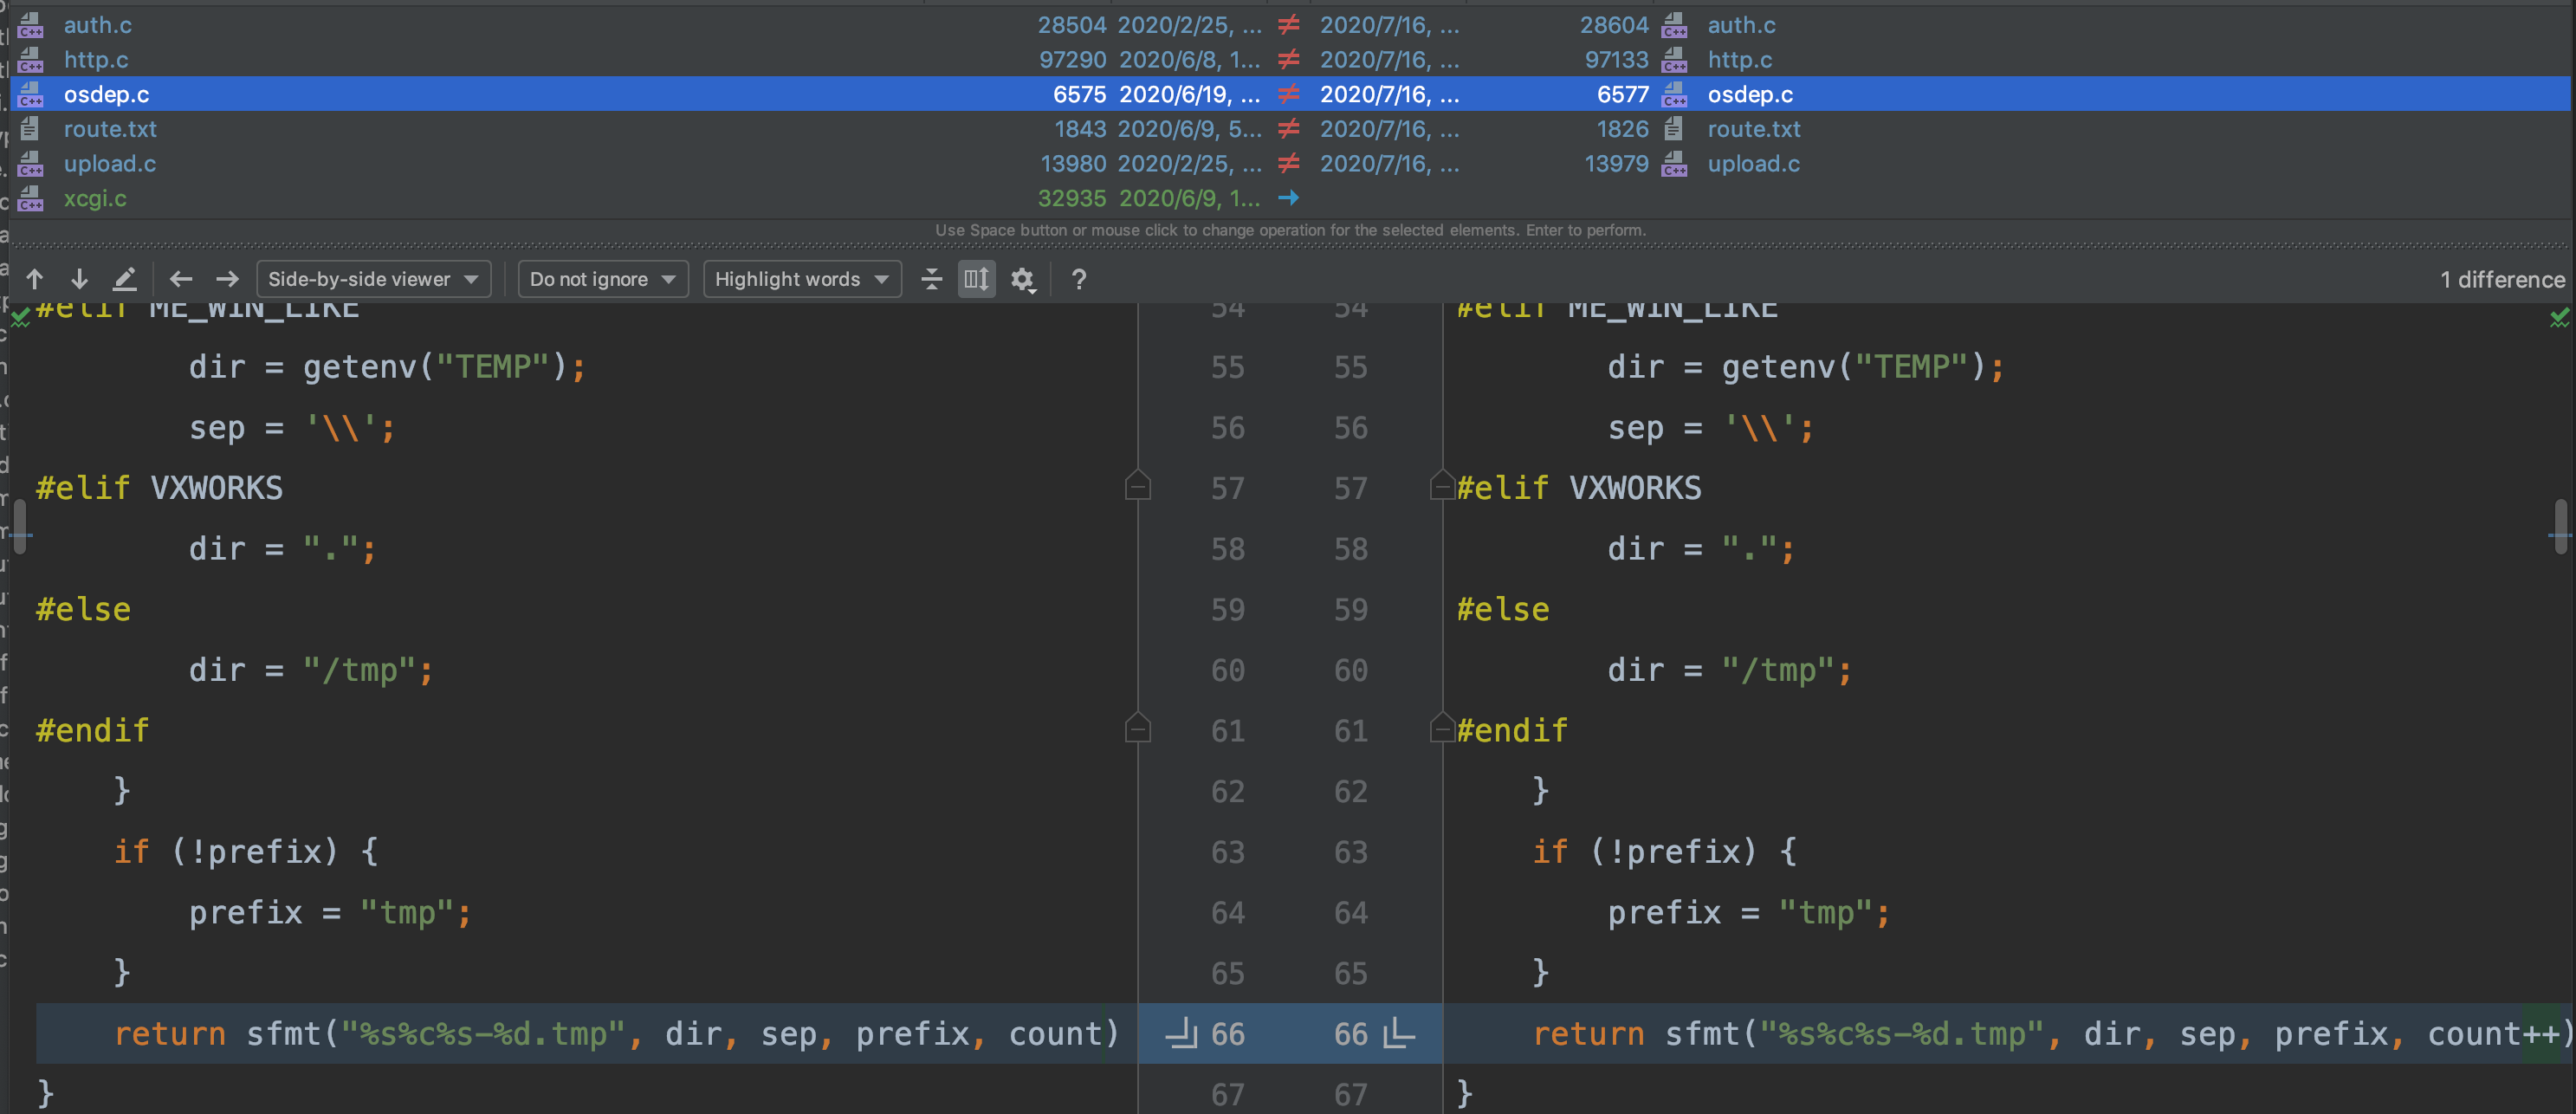 auth.c 28504 2020/2/25, ... ≠ 2020/7/16, ... 28604 auth.c
http.c 97290 2020/6/8, 1... ≠ 2020/7/16, ... 97133 http.c
osdep.c 6575 2020/6/19, ... ≠ 2020/7/16, ... 6577 osdep.c
route.txt 1843 2020/6/9, 5... ≠ 2020/7/16, ... 1826 route.txt
upload.c 13980 2020/2/25, ... ≠ 2020/7/16, ... 13979 upload.c
xcgi.c 32935 2020/6/9, 1... →
Use Space button or mouse click to change operation for the selected elements. Enter to perform.
Side-by-side viewer Do not ignore Highlight words ? 1 difference
#elif ME_WIN_LIKE 54 54 #elif ME_WIN_LIKE
dir = getenv("TEMP"); 55 55 dir = getenv("TEMP");
sep = '\\'; 56 56 sep = '\\';
#elif VXWORKS 57 57 #elif VXWORKS
dir = "."; 58 58 dir = ".";
#else 59 59 #else
dir = "/tmp"; 60 60 dir = "/tmp";
#endif 61 61 #endif
} 62 62 }
if (!prefix) { 63 63 if (!prefix) {
prefix = "tmp"; 64 64 prefix = "tmp";
} 65 65 }
return sfmt("%s%c%s-%d.tmp", dir, sep, prefix, count) 66 66 return sfmt("%s%c%s-%d.tmp", dir, sep, prefix, count++)
} 67 67 }